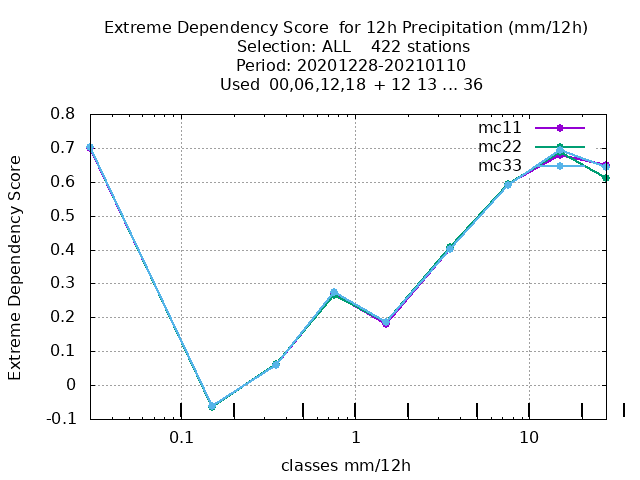 Extreme Dependency Score  for 12h Precipitation (mm/12h)
Selection: ALL    422 stations
Period: 20201228-20210110
Used  00,06,12,18  + 12 13 ... 36
mc11
mc22
mc33
0.8
0.7
0.6
0.5
0.4
0.3
0.2
0.1
0
-0.1
Extreme Dependency Score
0.1
1
10
classes mm/12h